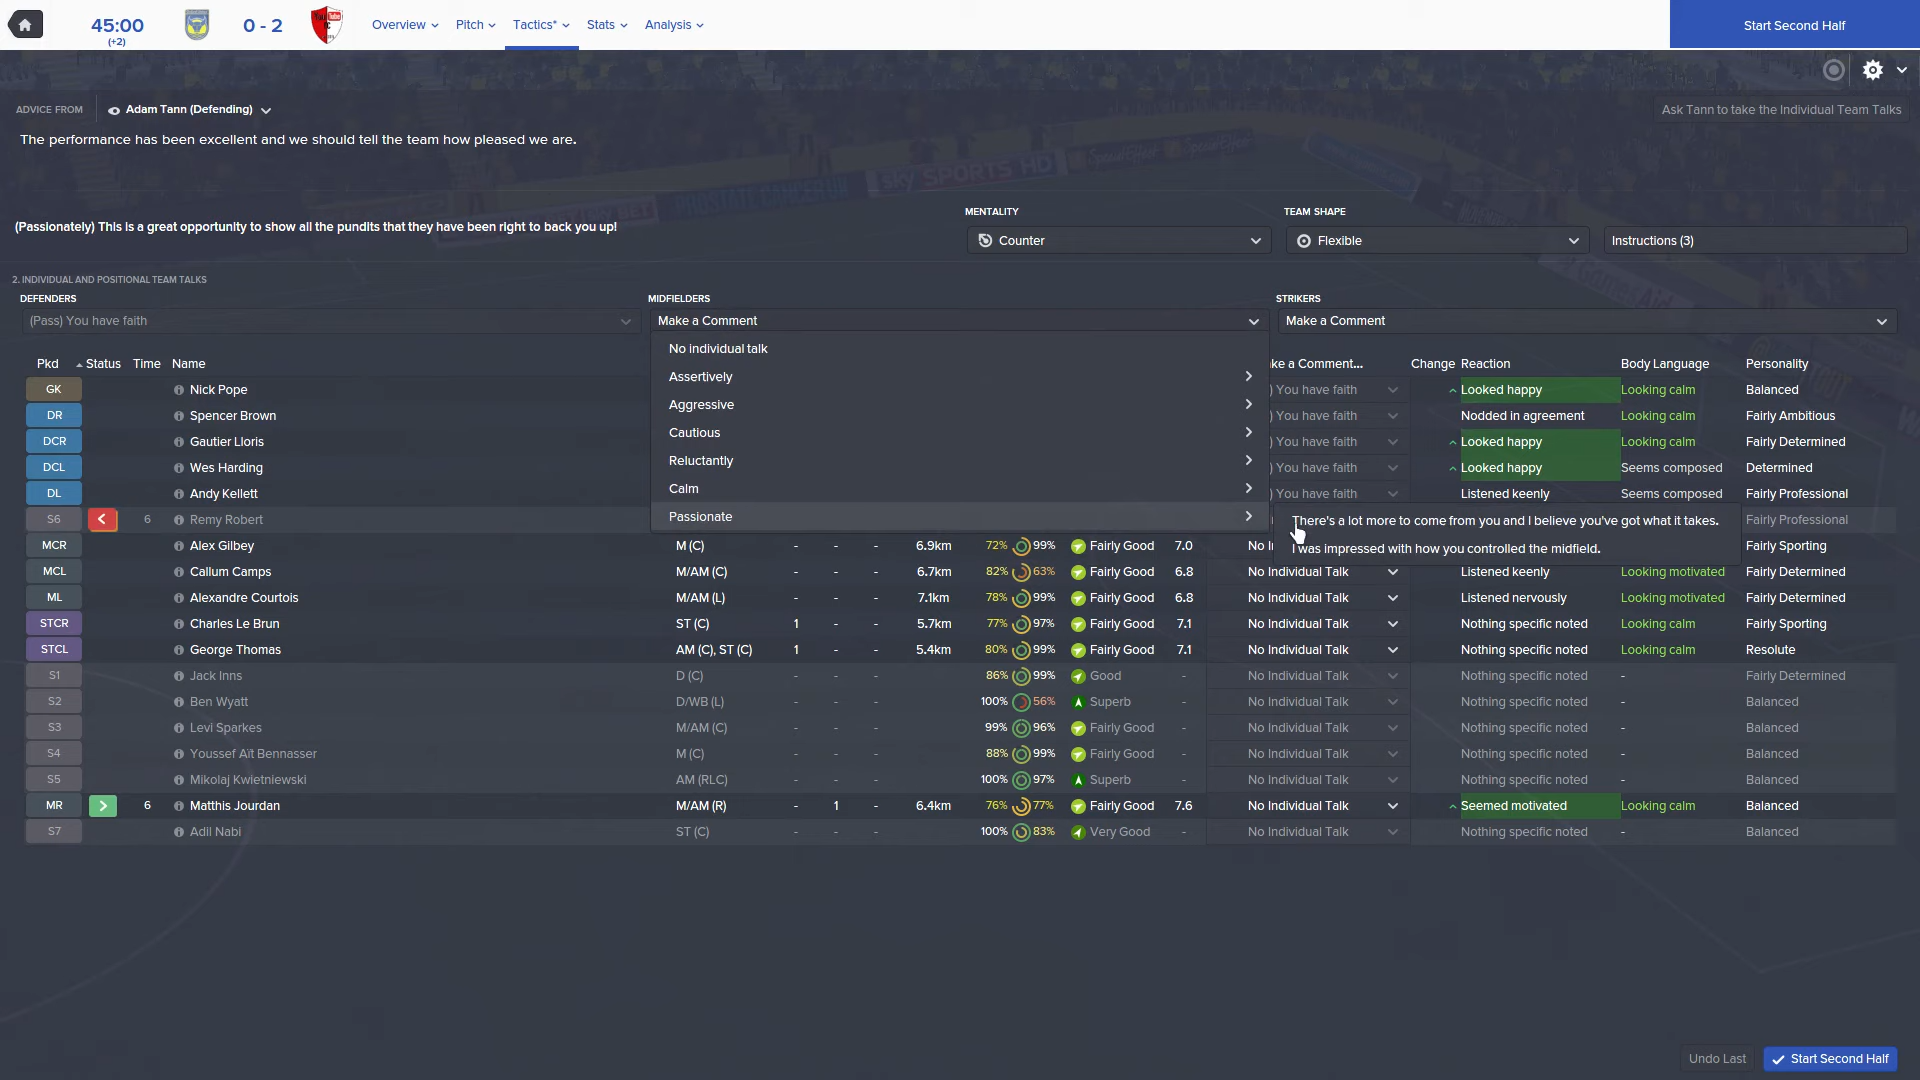 45:00
(+2)
0 - 2
Overview
Pitch
Tactics*
Stats
Analysis
Start Second Half
ADVICE FROM
Adam Tann (Defending)
Ask Tann to take the Individual Team Talks
The performance has been excellent and we should tell the team how pleased we are.
(Passionately) This is a great opportunity to show all the pundits that they have been right to back you up!
MENTALITY
Counter
TEAM SHAPE
Flexible
Instructions (3)
2. INDIVIDUAL AND POSITIONAL TEAM TALKS
DEFENDERS
(Pass) You have faith
MIDFIELDERS
Make a Comment
STRIKERS
Make a Comment
No individual talk
Assertively
Aggressive
Cautious
Reluctantly
Calm
Passionate
There's a lot more to come from you and I believe you've got what it takes.
I was impressed with how you controlled the midfield.
Pkd Status Time Name ke a Comment... Change Reaction Body Language Personality
GK Nick Pope ) You have faith Looked happy Looking calm Balanced
DR Spencer Brown ) You have faith Nodded in agreement Looking calm Fairly Ambitious
DCR Gautier Lloris ) You have faith Looked happy Looking calm Fairly Determined
DCL Wes Harding ) You have faith Looked happy Seems composed Determined
DL Andy Kellett ) You have faith Listened keenly Seems composed Fairly Professional
S6 6 Remy Robert Fairly Professional
MCR Alex Gilbey M (C) - - - 6.9km 72% 99% Fairly Good 7.0 No I Fairly Sporting
MCL Callum Camps M/AM (C) - - - 6.7km 82% 63% Fairly Good 6.8 No Individual Talk Listened keenly Looking motivated Fairly Determined
ML Alexandre Courtois M/AM (L) - - - 7.1km 78% 99% Fairly Good 6.8 No Individual Talk Listened nervously Looking motivated Fairly Determined
STCR Charles Le Brun ST (C) 1 - - 5.7km 77% 97% Fairly Good 7.1 No Individual Talk Nothing specific noted Looking calm Fairly Sporting
STCL George Thomas AM (C), ST (C) 1 - - 5.4km 80% 99% Fairly Good 7.1 No Individual Talk Nothing specific noted Looking calm Resolute
S1 Jack Inns D (C) - - - 86% 99% Good - No Individual Talk Nothing specific noted - Fairly Determined
S2 Ben Wyatt D/WB (L) - - - 100% 56% Superb - No Individual Talk Nothing specific noted - Balanced
S3 Levi Sparkes M/AM (C) - - - 99% 96% Fairly Good - No Individual Talk Nothing specific noted - Balanced
S4 Youssef Aït Bennasser M (C) - - - 88% 99% Fairly Good - No Individual Talk Nothing specific noted - Balanced
S5 Mikolaj Kwietniewski AM (RLC) - - - 100% 97% Superb - No Individual Talk Nothing specific noted - Balanced
MR 6 Matthis Jourdan M/AM (R) - 1 - 6.4km 76% 77% Fairly Good 7.6 No Individual Talk Seemed motivated Looking calm Balanced
S7 Adil Nabi ST (C) - - - 100% 83% Very Good - No Individual Talk Nothing specific noted - Balanced
Undo Last
Start Second Half